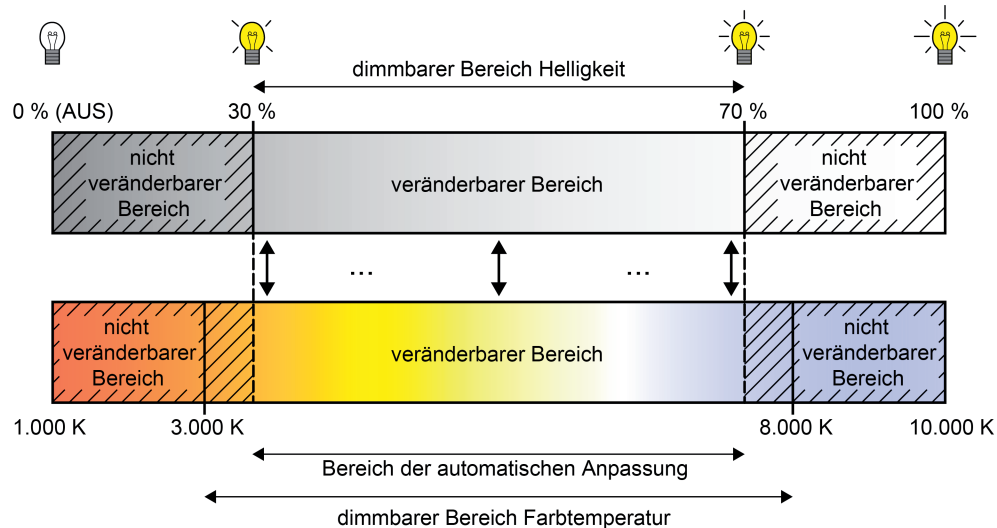 dimmbarer Bereich Helligkeit
0 % (AUS) 30 % 70 % 100 %
nicht
veränderbarer
Bereich
veränderbarer Bereich
nicht
veränderbarer
Bereich
... ...
nicht
veränderbarer
Bereich
veränderbarer Bereich
nicht
veränderbarer
Bereich
1.000 K 3.000 K 8.000 K 10.000 K
Bereich der automatischen Anpassung
dimmbarer Bereich Farbtemperatur